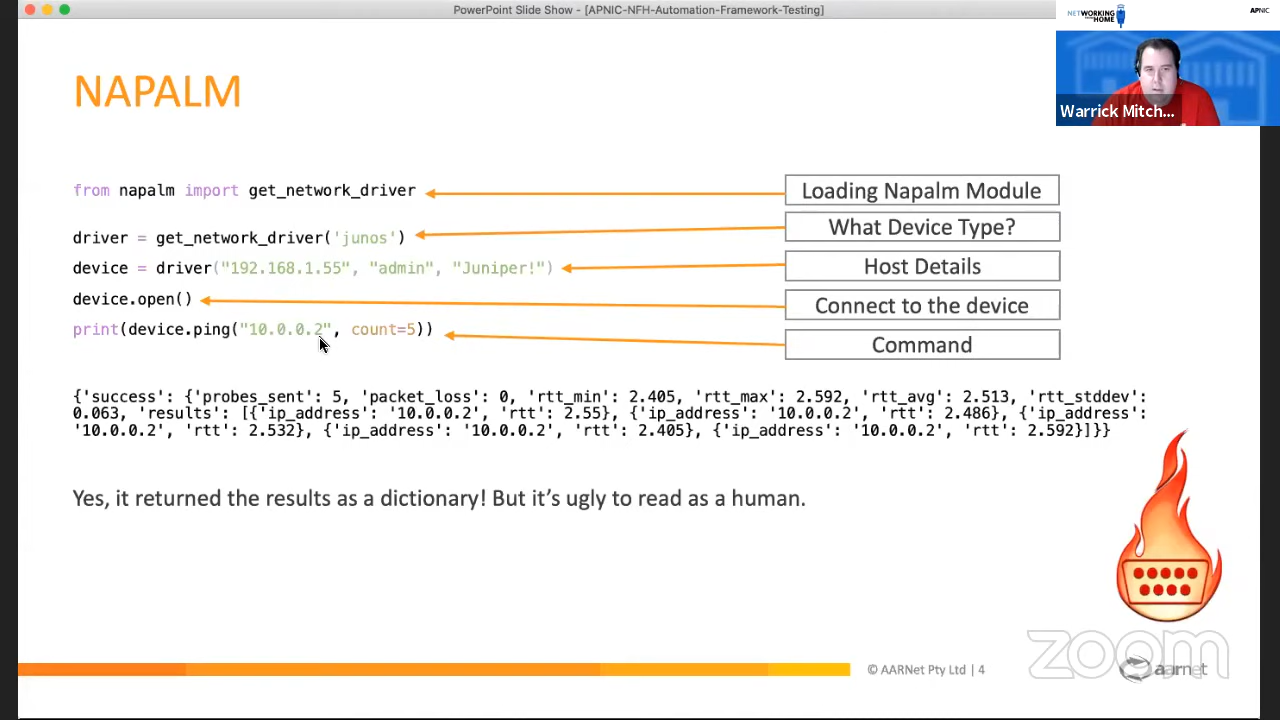 PowerPoint Slide Show - [APNIC-NFH-Automation-Framework-Testing]
NETWORKING
HOME
APNIC
Warrick Mitch...
NAPALM
from napalm import get_network_driver
Loading Napalm Module
driver = get_network_driver('junos')
What Device Type?
device = driver("192.168.1.55", "admin", "Juniper!")
Host Details
device.open()
Connect to the device
print(device.ping("10.0.0.2", count=5))
Command
{'success': {'probes_sent': 5, 'packet_loss': 0, 'rtt_min': 2.405, 'rtt_max': 2.592, 'rtt_avg': 2.513, 'rtt_stddev':
0.063, 'results': [{'ip_address': '10.0.0.2', 'rtt': 2.55}, {'ip_address': '10.0.0.2', 'rtt': 2.486}, {'ip_address':
'10.0.0.2', 'rtt': 2.532}, {'ip_address': '10.0.0.2', 'rtt': 2.405}, {'ip_address': '10.0.0.2', 'rtt': 2.592}]}}
Yes, it returned the results as a dictionary! But it’s ugly to read as a human.
© AARNet Pty Ltd | 4
aarnet
zoom